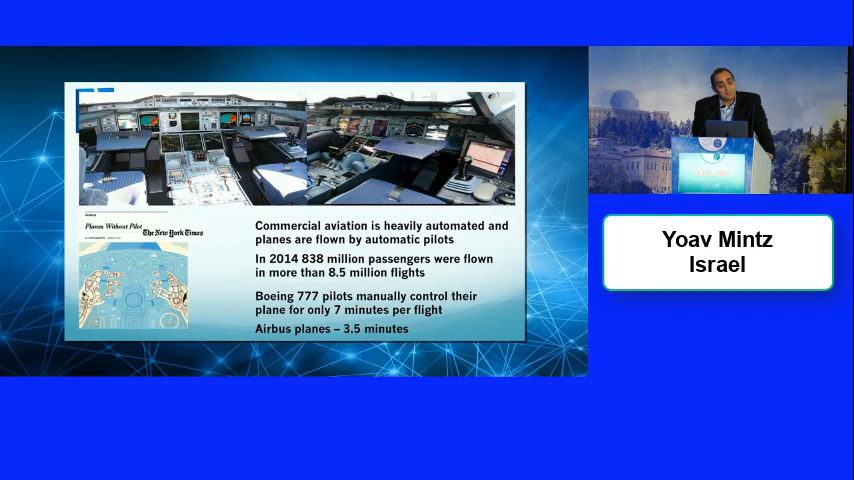 Planes Without Pilot
The New York Times
Commercial aviation is heavily automated and
planes are flown by automatic pilots
In 2014 838 million passengers were flown
in more than 8.5 million flights
Boeing 777 pilots manually control their
plane for only 7 minutes per flight
Airbus planes – 3.5 minutes
Yoav Mintz
Israel